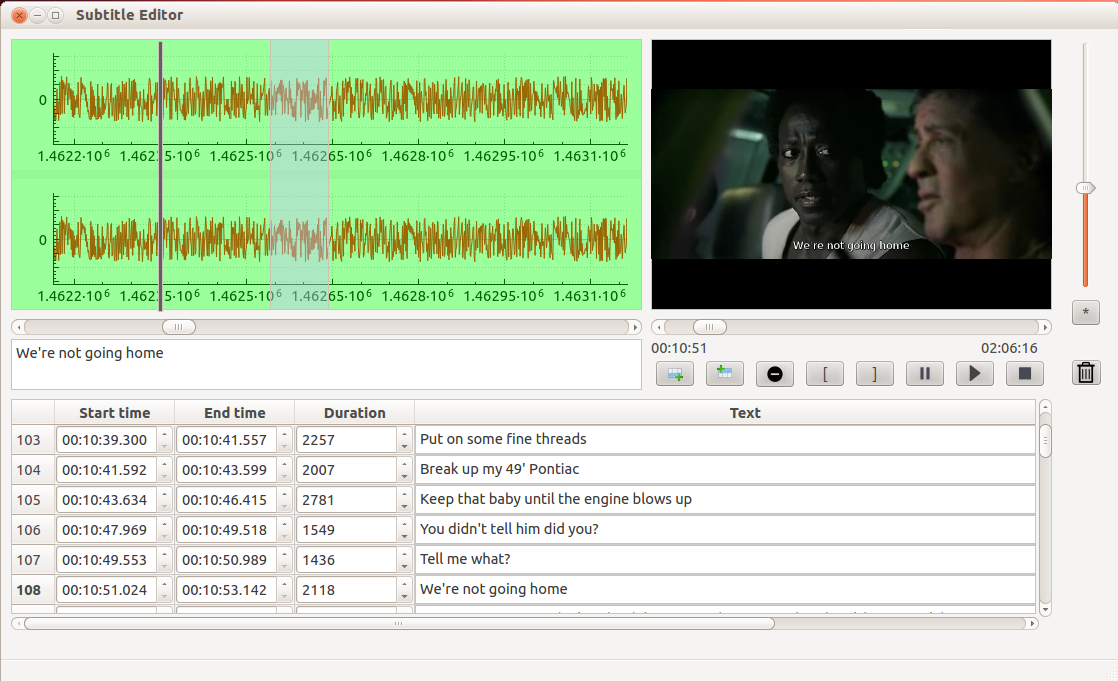 Subtitle Editor
0
1.4622·10⁶ 1.46225·10⁶ 1.4625·10⁶ 1.46265·10⁶ 1.4628·10⁶ 1.46295·10⁶ 1.4631·10⁶
0
1.4622·10⁶ 1.46225·10⁶ 1.4625·10⁶ 1.46265·10⁶ 1.4628·10⁶ 1.46295·10⁶ 1.4631·10⁶
We're not going home
*
We're not going home
00:10:51 02:06:16
[ ]
Start time End time Duration Text
103 00:10:39.300 00:10:41.557 2257 Put on some fine threads
104 00:10:41.592 00:10:43.599 2007 Break up my 49' Pontiac
105 00:10:43.634 00:10:46.415 2781 Keep that baby until the engine blows up
106 00:10:47.969 00:10:49.518 1549 You didn't tell him did you?
107 00:10:49.553 00:10:50.989 1436 Tell me what?
108 00:10:51.024 00:10:53.142 2118 We're not going home